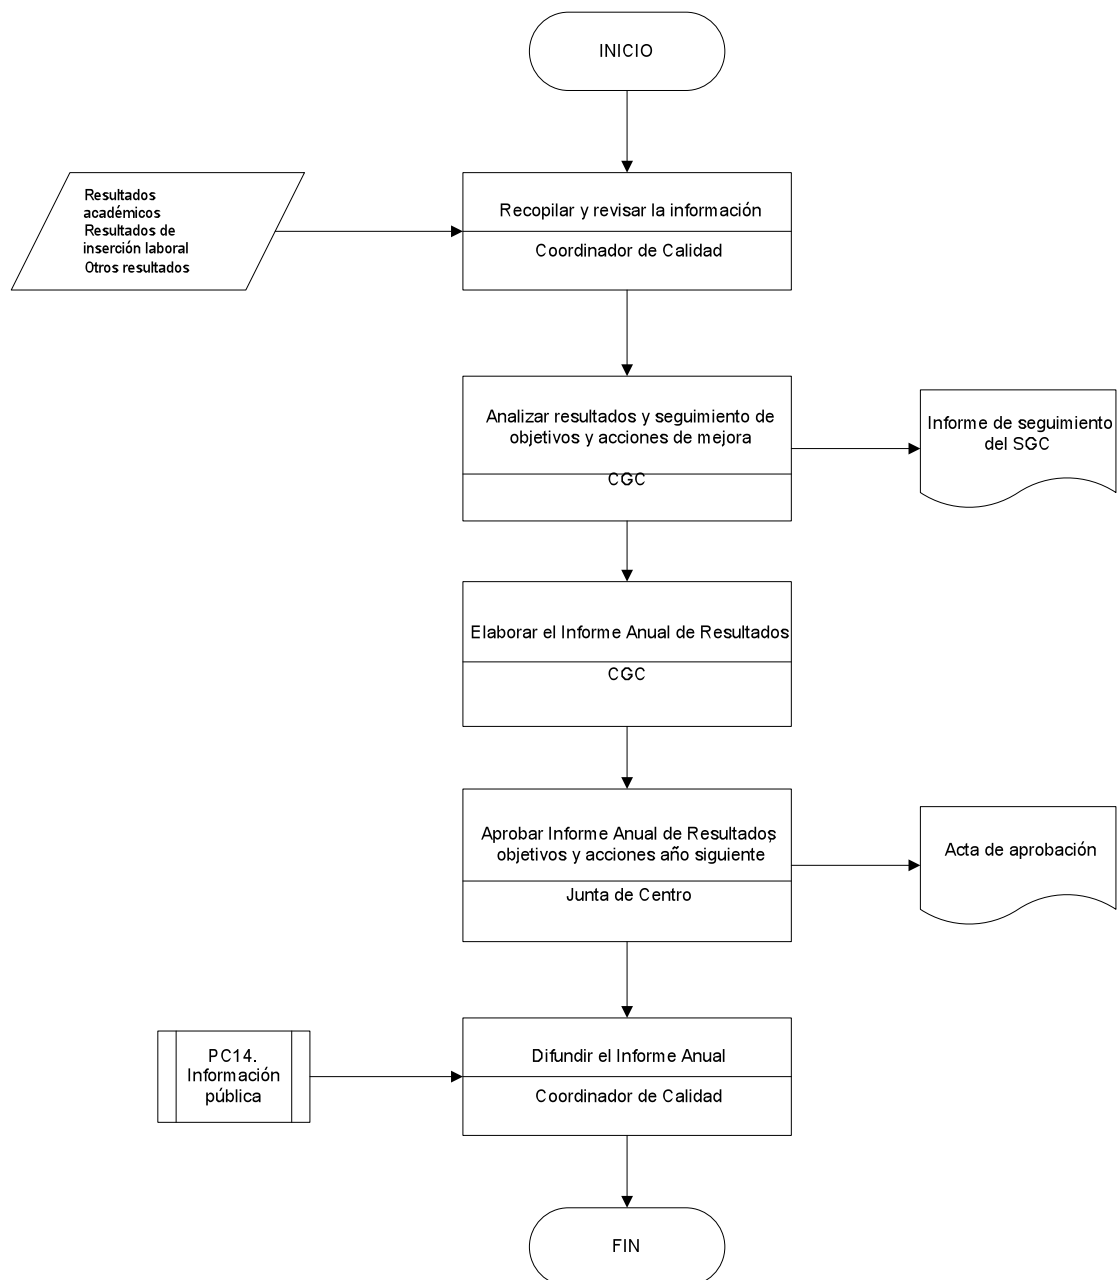 INICIO
Resultados
académicos
Resultados de
inserción laboral
Otros resultados
Recopilar y revisar la información
Coordinador de Calidad
Analizar resultados y seguimiento de
objetivos y acciones de mejora
CGC
Informe de seguimiento
del SGC
Elaborar el Informe Anual de Resultados
CGC
Aprobar Informe Anual de Resultados,
objetivos y acciones año siguiente
Junta de Centro
Acta de aprobación
PC14.
Información
pública
Difundir el Informe Anual
Coordinador de Calidad
FIN